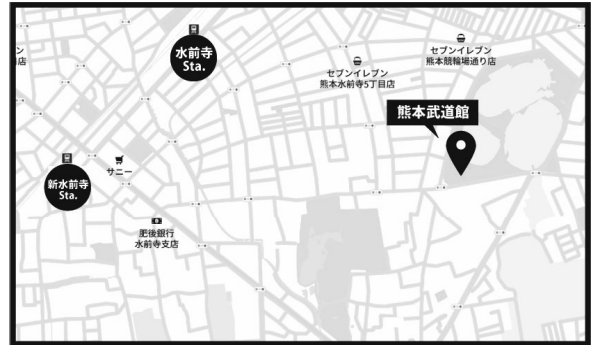 水前寺
Sta.
セブンイレブン
熊本水前寺5丁目店
セブンイレブン
熊本競輪場通り店
熊本武道館
新水前寺
Sta.
サニー
肥後銀行
水前寺支店